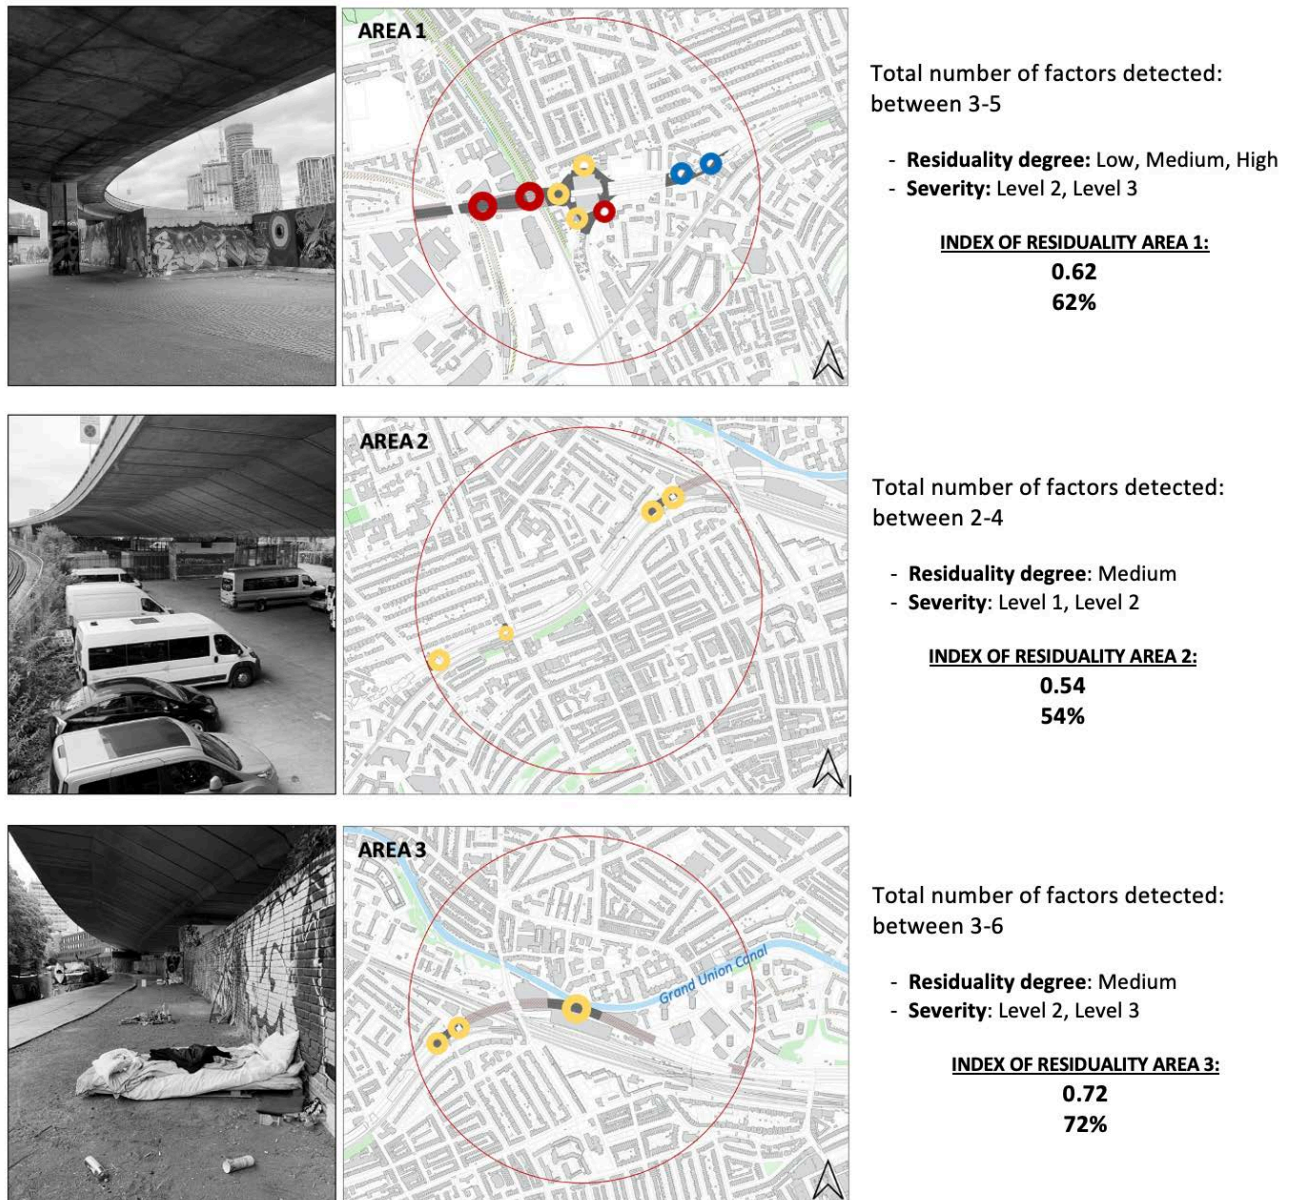 AREA 1
Total number of factors detected:
between 3-5
- Residuality degree: Low, Medium, High
- Severity: Level 2, Level 3
INDEX OF RESIDUALITY AREA 1:
0.62
62%
AREA 2
Total number of factors detected:
between 2-4
- Residuality degree: Medium
- Severity: Level 1, Level 2
INDEX OF RESIDUALITY AREA 2:
0.54
54%
AREA 3
Grand Union Canal
Total number of factors detected:
between 3-6
- Residuality degree: Medium
- Severity: Level 2, Level 3
INDEX OF RESIDUALITY AREA 3:
0.72
72%